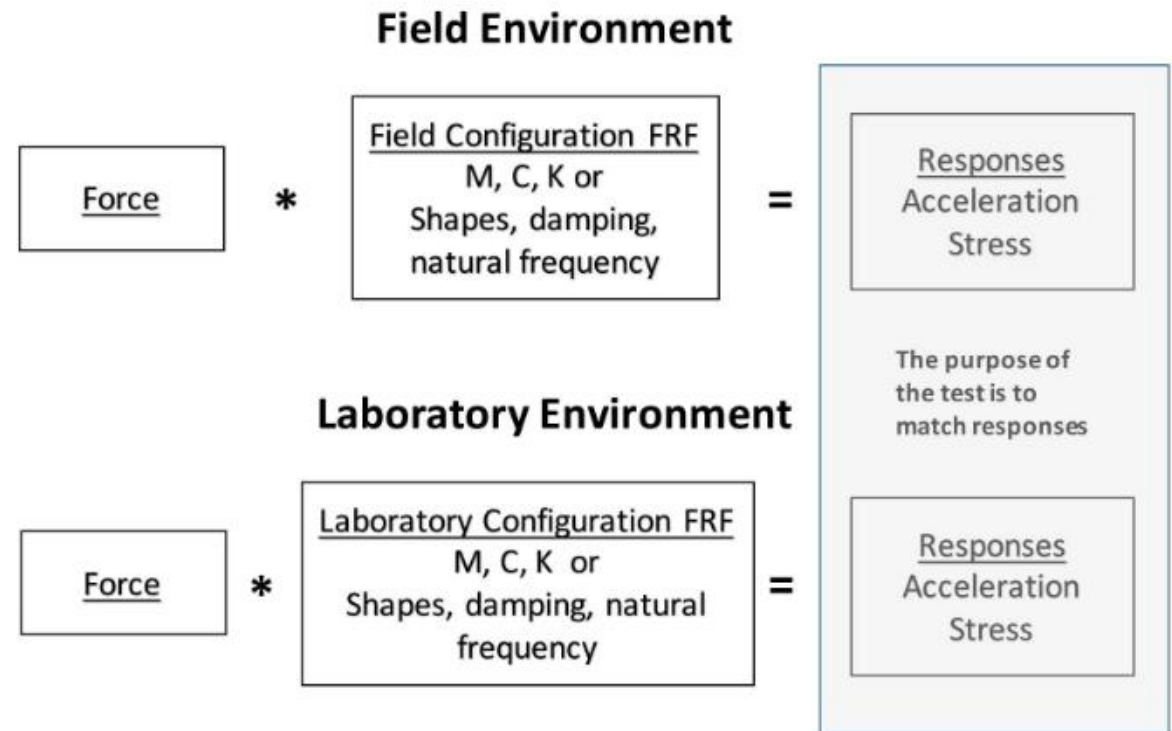 Field Environment
Force
*
Field Configuration FRF
M, C, K or
Shapes, damping,
natural frequency
=
Responses
Acceleration
Stress
The purpose of
the test is to
match responses
Laboratory Environment
Force
*
Laboratory Configuration FRF
M, C, K or
Shapes, damping, natural
frequency
=
Responses
Acceleration
Stress